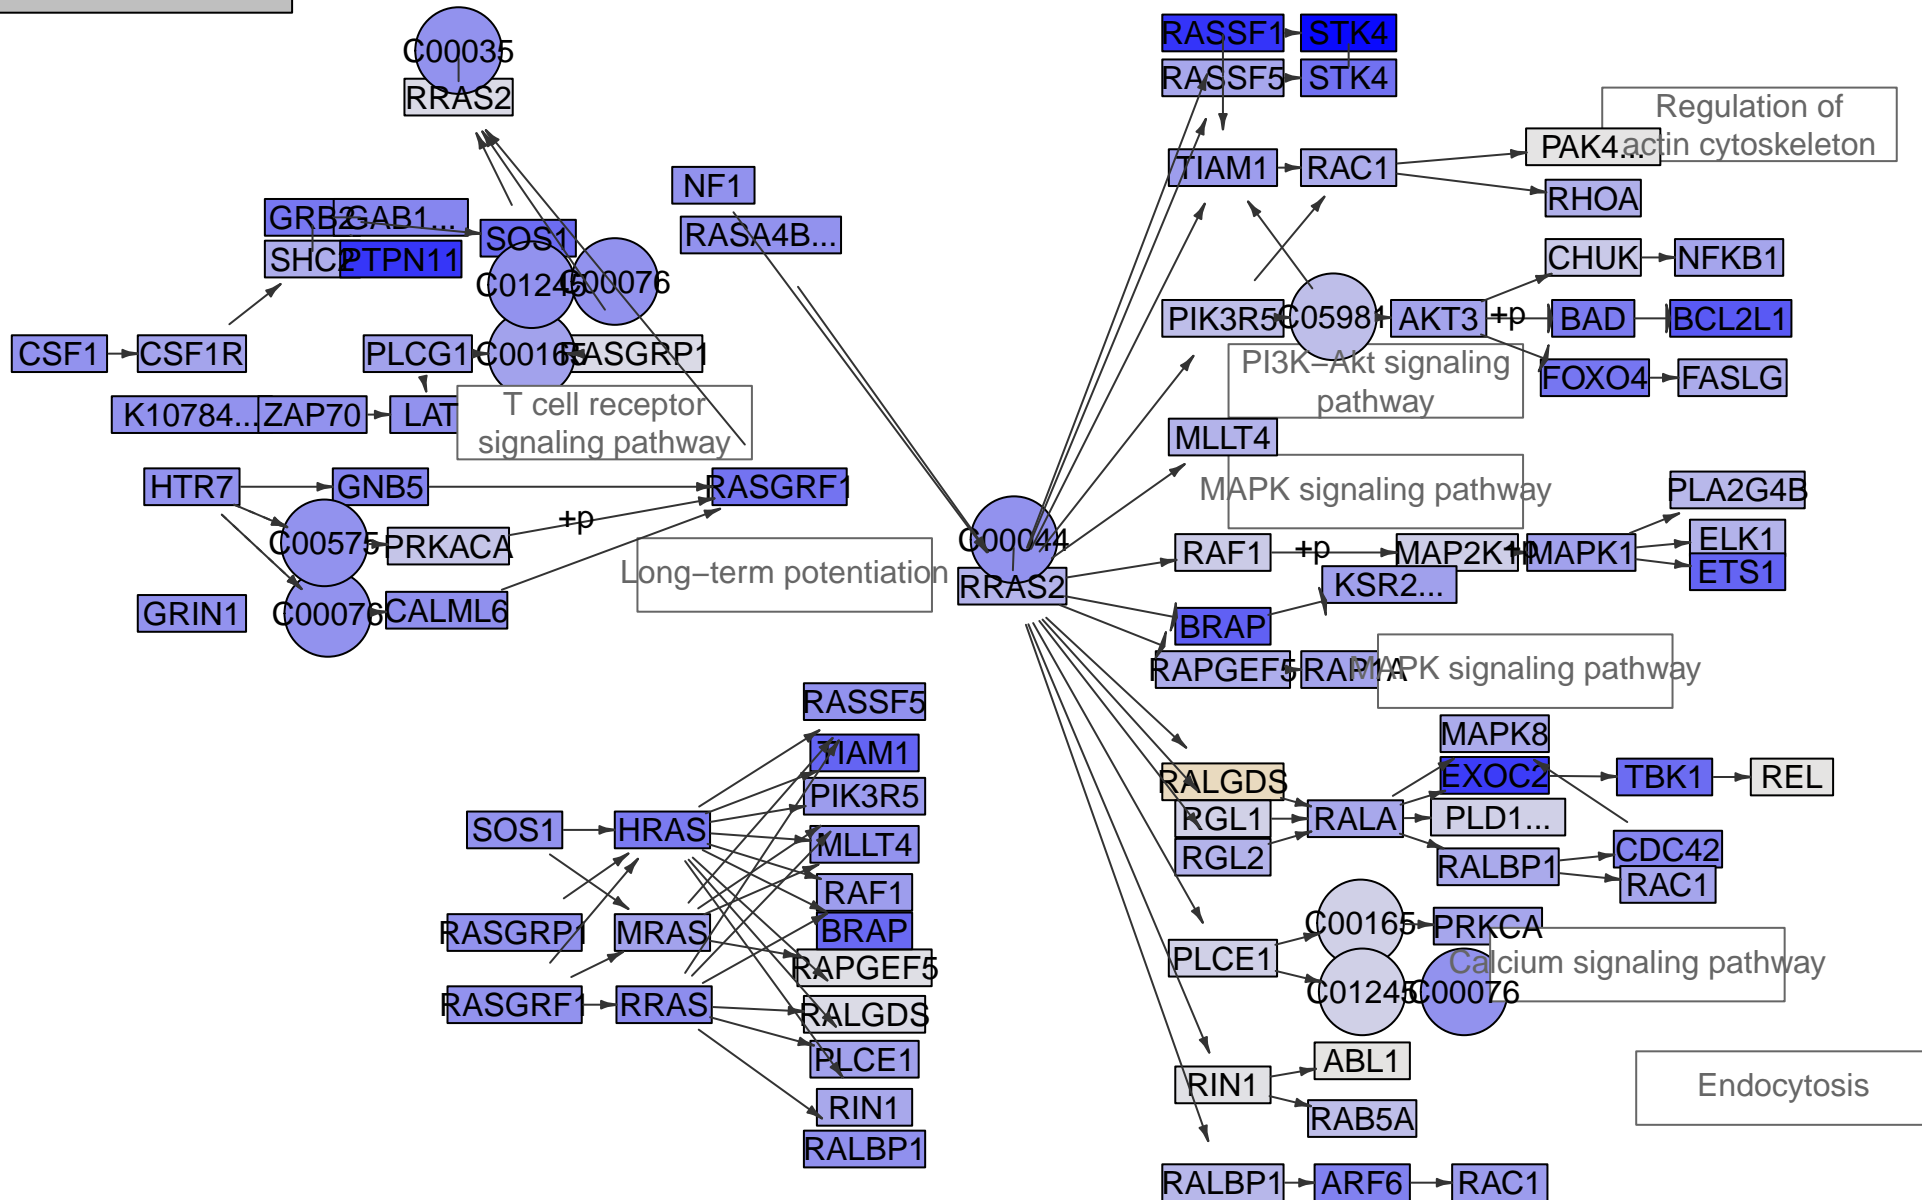 C00035
RRAS2
NF1
RASA4B...
GRB2
GAB1...
SOS1
SHC2
PTPN11
C01245
C00076
CSF1
CSF1R
PLCG1
C00165
RASGRP1
K10784...
ZAP70
LAT
T cell receptor
signaling pathway
HTR7
GNB5
RASGRF1
C00575
PRKACA
+p
GRIN1
C00076
CALML6
Long−term potentiation
C00044
RRAS2
RASSF1
STK4
RASSF5
STK4
Regulation of
actin cytoskeleton
PAK4...
TIAM1
RAC1
RHOA
CHUK
NFKB1
PIK3R5
C05981
AKT3
+p
BAD
BCL2L1
PI3K−Akt signaling
pathway
FOXO4
FASLG
MLLT4
MAPK signaling pathway
PLA2G4B
RAF1
+p
MAP2K1
+p
MAPK1
ELK1
ETS1
KSR2...
BRAP
RAPGEF5
RAP1A
MAPK signaling pathway
RASSF5
TIAM1
PIK3R5
SOS1
HRAS
MLLT4
RAF1
RASGRP1
MRAS
BRAP
RAPGEF5
RASGRF1
RRAS
RALGDS
PLCE1
RIN1
RALBP1
MAPK8
RALGDS
EXOC2
TBK1
REL
RGL1
RALA
PLD1...
RGL2
RALBP1
CDC42
RAC1
C00165
PRKCA
PLCE1
Calcium signaling pathway
C01245
C00076
ABL1
RIN1
RAB5A
Endocytosis
RALBP1
ARF6
RAC1